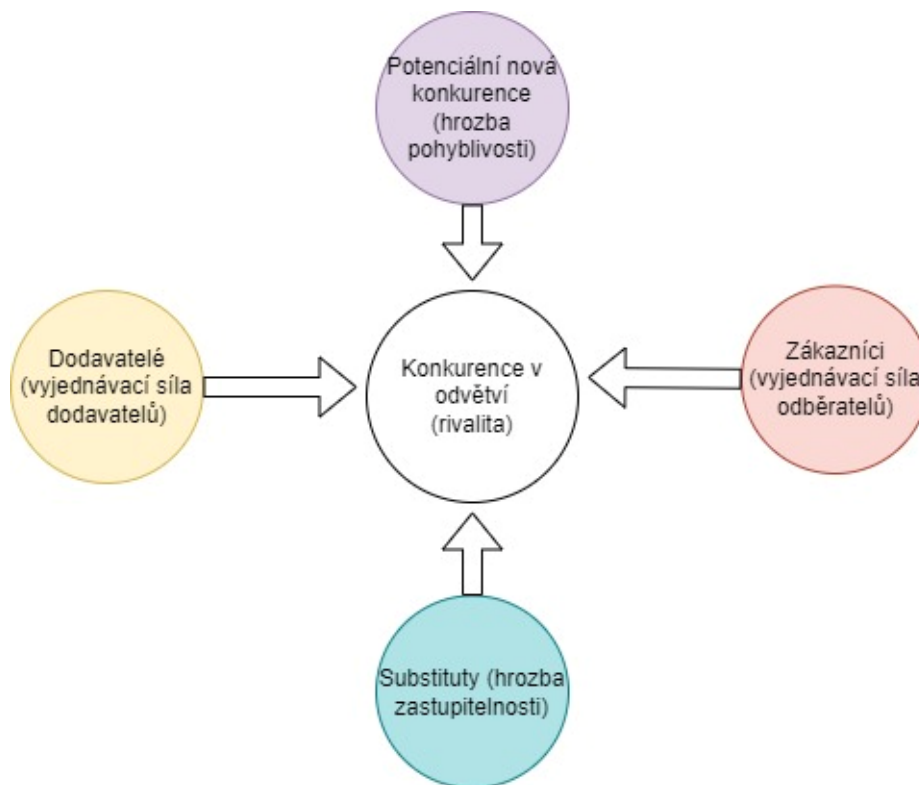 Potenciální nová
konkurence
(hrozba
pohyblivosti)
Dodavatelé
(vyjednávací síla
dodavatelů)
Konkurence v
odvětví
(rivalita)
Zákazníci
(vyjednávací síla
odběratelů)
Substituty (hrozba
zastupitelnosti)